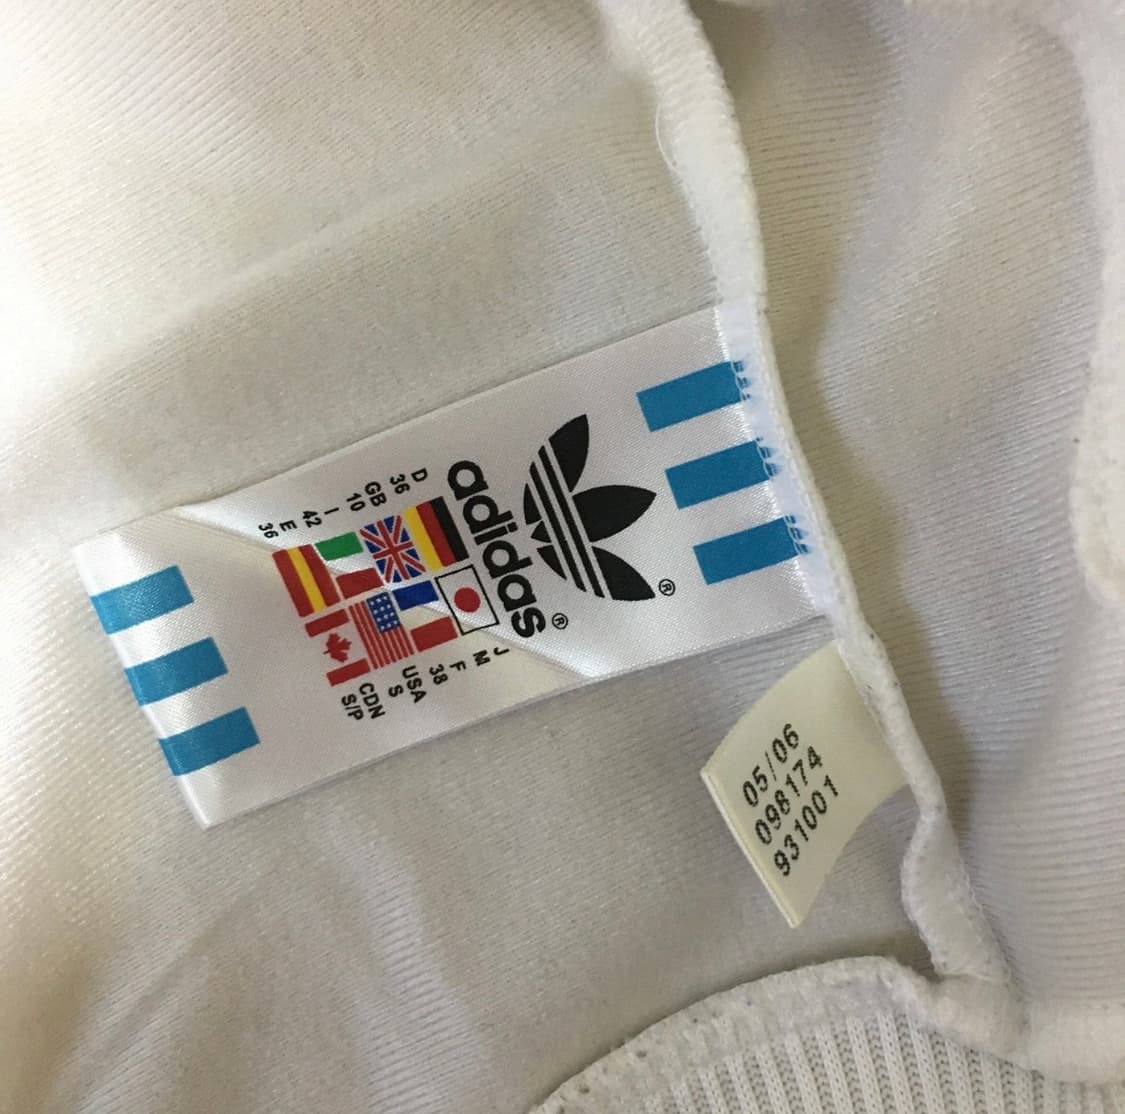 ®
adidas®
D
36
GB
10
I
42
E
36
J
M
F
38
USA
S
CDN
S/P
05/06
098174
931001